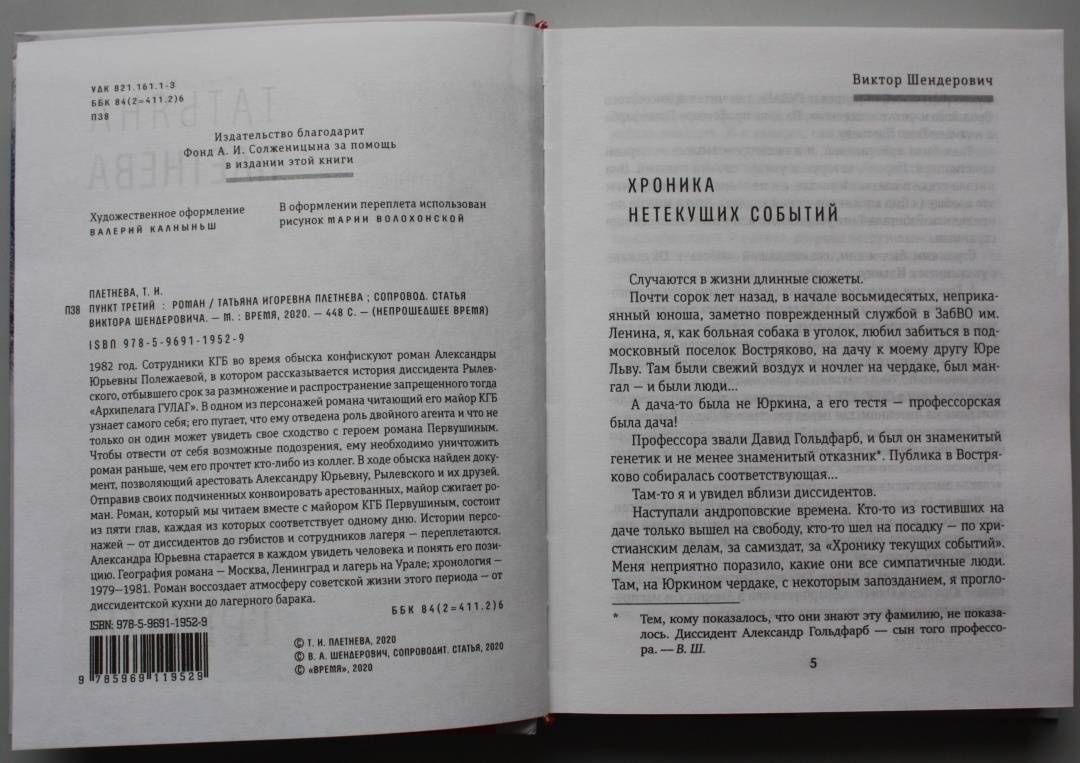 УДК 821.161.1-3
ББК 84(2=411.2)6
П38
Издательство благодарит
Фонд А. И. Солженицына за помощь
в издании этой книги
Художественное оформление
ВАЛЕРИЙ КАЛНЫНЬШ
В оформлении переплета использован
рисунок МАРИИ ВОЛОХОНСКОЙ
ПЛЕТНЕВА, Т. И.
П38 ПУНКТ ТРЕТИЙ : РОМАН / ТАТЬЯНА ИГОРЕВНА ПЛЕТНЕВА ; СОПРОВОД. СТАТЬЯ
ВИКТОРА ШЕНДЕРОВИЧА. — М. : ВРЕМЯ, 2020. — 448 С. — (НЕПРОШЕДШЕЕ ВРЕМЯ)
ISBN 978-5-9691-1952-9
1982 год. Сотрудники КГБ во время обыска конфискуют роман Александры
Юрьевны Полежаевой, в котором рассказывается история диссидента Рылев-
ского, отбывшего срок за размножение и распространение запрещенного тогда
«Архипелага ГУЛАГ». В одном из персонажей романа читающий его майор КГБ
узнает самого себя; его пугает, что ему отведена роль двойного агента и что не
только он один может увидеть свое сходство с героем романа Первушиным.
Чтобы отвести от себя возможные подозрения, ему необходимо уничтожить
роман раньше, чем его прочтет кто-либо из коллег. В ходе обыска найден доку-
мент, позволяющий арестовать Александру Юрьевну, Рылевского и их друзей.
Отправив своих подчиненных конвоировать арестованных, майор сжигает ро-
ман. Роман, который мы читаем вместе с майором КГБ Первушиным, состоит
из пяти глав, каждая из которых соответствует одному дню. Истории персо-
нажей — от диссидентов до гэбистов и сотрудников лагеря — переплетаются.
Александра Юрьевна старается в каждом увидеть человека и понять его пози-
цию. География романа — Москва, Ленинград и лагерь на Урале; хронология —
1979—1981. Роман воссоздает атмосферу советской жизни этого периода — от
диссидентской кухни до лагерного барака.
ББК 84(2=411.2)6
ISBN: 978-5-9691-1952-9
9 785969 119529
© Т. И. ПЛЕТНЕВА, 2020
© В. А. ШЕНДЕРОВИЧ, СОПРОВОДИТ. СТАТЬЯ, 2020
© «ВРЕМЯ», 2020
Виктор Шендерович
ХРОНИКА
НЕТЕКУЩИХ СОБЫТИЙ
Случаются в жизни длинные сюжеты.
Почти сорок лет назад, в начале восьмидесятых, неприка-
янный юноша, заметно поврежденный службой в ЗабВО им.
Ленина, я, как больная собака в уголок, любил забиться в под-
московный поселок Востряково, на дачу к моему другу Юре
Льву. Там были свежий воздух и ночлег на чердаке, был ман-
гал — и были люди...
А дача-то была не Юркина, а его тестя — профессорская
была дача!
Профессора звали Давид Гольдфарб, и был он знаменитый
генетик и не менее знаменитый отказник*. Публика в Востря-
ково собиралась соответствующая...
Там-то я и увидел вблизи диссидентов.
Наступали андроповские времена. Кто-то из гостивших на
даче только вышел на свободу, кто-то шел на посадку — по хри-
стианским делам, за самиздат, за «Хронику текущих событий».
Меня неприятно поразило, какие они все симпатичные люди.
Там, на Юркином чердаке, с некоторым запозданием, я прогло-
* Тем, кому показалось, что они знают эту фамилию, не показа-
лось. Диссидент Александр Гольдфарб — сын того профессо-
ра. — В. Ш.
5